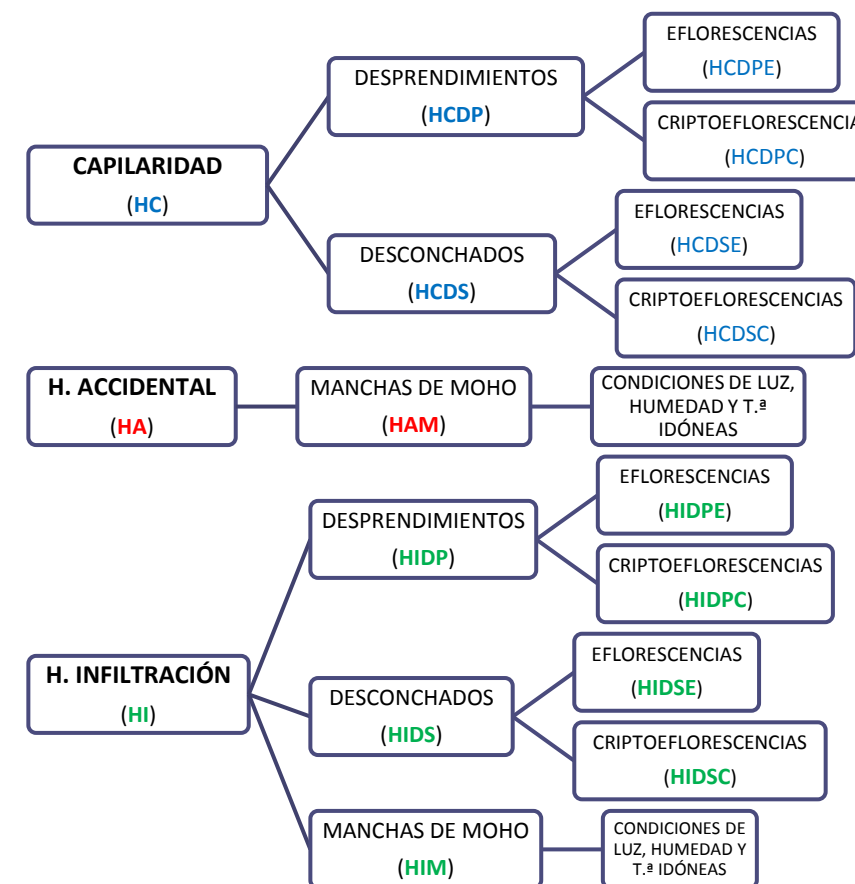 CAPILARIDAD
(HC)
DESPRENDIMIENTOS
(HCDP)
EFLORESCENCIAS
(HCDPE)
CRIPTOEFLORESCENCIA
(HCDPC)
DESCONCHADOS
(HCDS)
EFLORESCENCIAS
(HCDSE)
CRIPTOEFLORESCENCIAS
(HCDSC)
H. ACCIDENTAL
(HA)
MANCHAS DE MOHO
(HAM)
CONDICIONES DE LUZ,
HUMEDAD Y T.ª
IDÓNEAS
H. INFILTRACIÓN
(HI)
DESPRENDIMIENTOS
(HIDP)
EFLORESCENCIAS
(HIDPE)
CRIPTOEFLORESCENCIAS
(HIDPC)
DESCONCHADOS
(HIDS)
EFLORESCENCIAS
(HIDSE)
CRIPTOEFLORESCENCIAS
(HIDSC)
MANCHAS DE MOHO
(HIM)
CONDICIONES DE
LUZ, HUMEDAD Y
T.ª IDÓNEAS